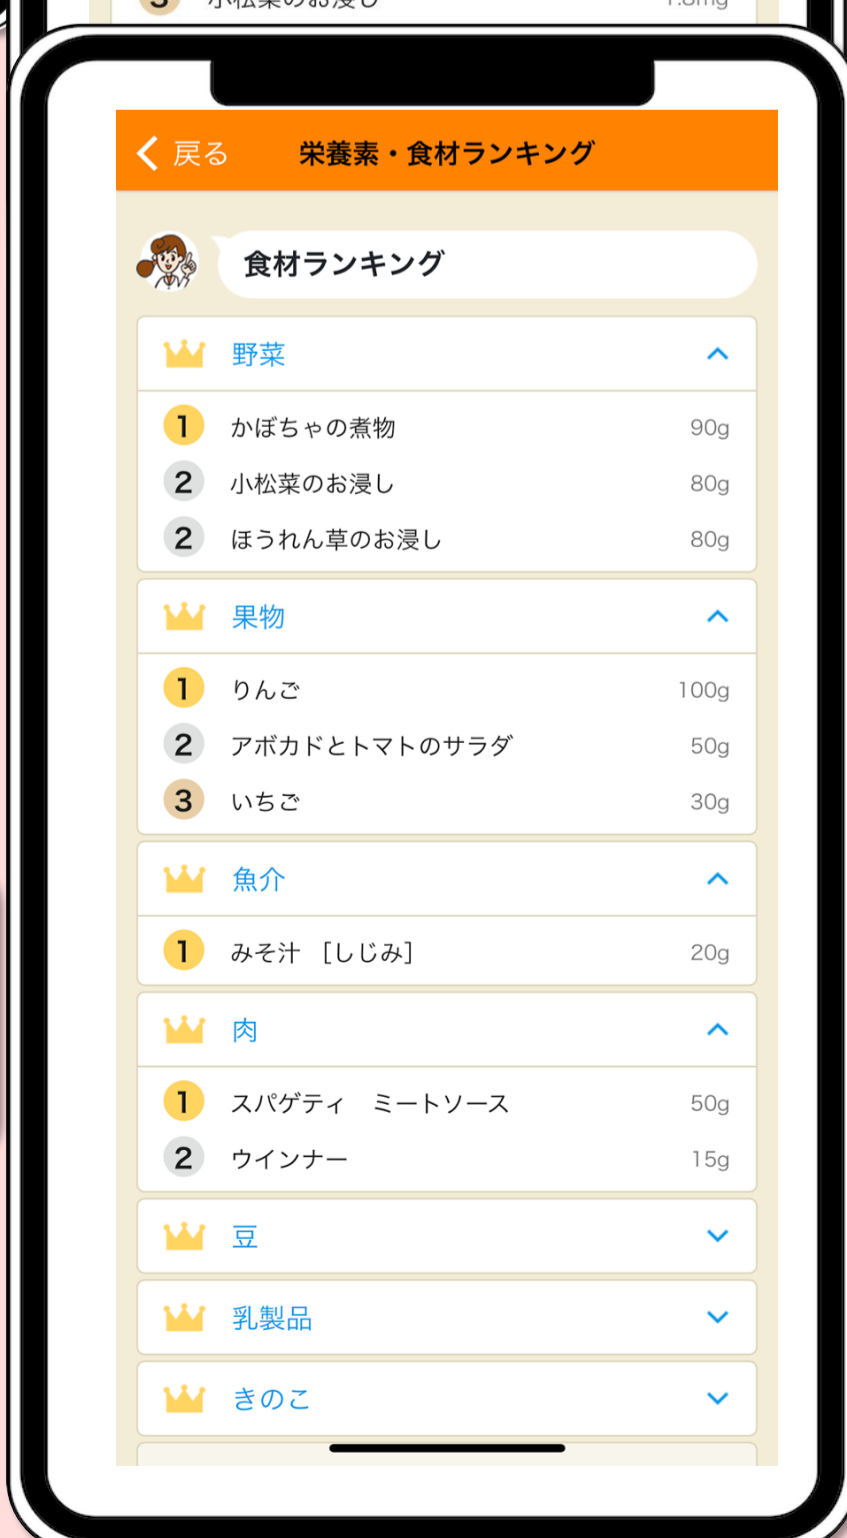 戻る 栄養素・食材ランキング
食材ランキング
野菜
1 かぼちゃの煮物 90g
2 小松菜のお浸し 80g
2 ほうれん草のお浸し 80g
果物
1 りんご 100g
2 アボカドとトマトのサラダ 50g
3 いちご 30g
魚介
1 みそ汁 [しじみ] 20g
肉
1 スパゲティ ミートソース 50g
2 ウインナー 15g
豆
乳製品
きのこ